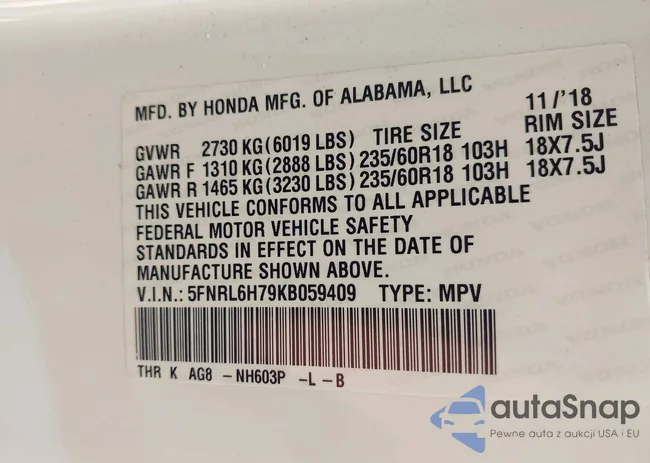 MFD. BY HONDA MFG. OF ALABAMA, LLC 11/'18
GVWR 2730 KG(6019 LBS) TIRE SIZE RIM SIZE
GAWR F 1310 KG(2888 LBS) 235/60R18 103H 18X7.5J
GAWR R 1465 KG(3230 LBS) 235/60R18 103H 18X7.5J
THIS VEHICLE CONFORMS TO ALL APPLICABLE
FEDERAL MOTOR VEHICLE SAFETY
STANDARDS IN EFFECT ON THE DATE OF
MANUFACTURE SHOWN ABOVE.
V.I.N.: 5FNRL6H79KB059409 TYPE: MPV
THR K AG8 - NH603P -L - B
autaSnap
Pewne auta z aukcji USA i EU